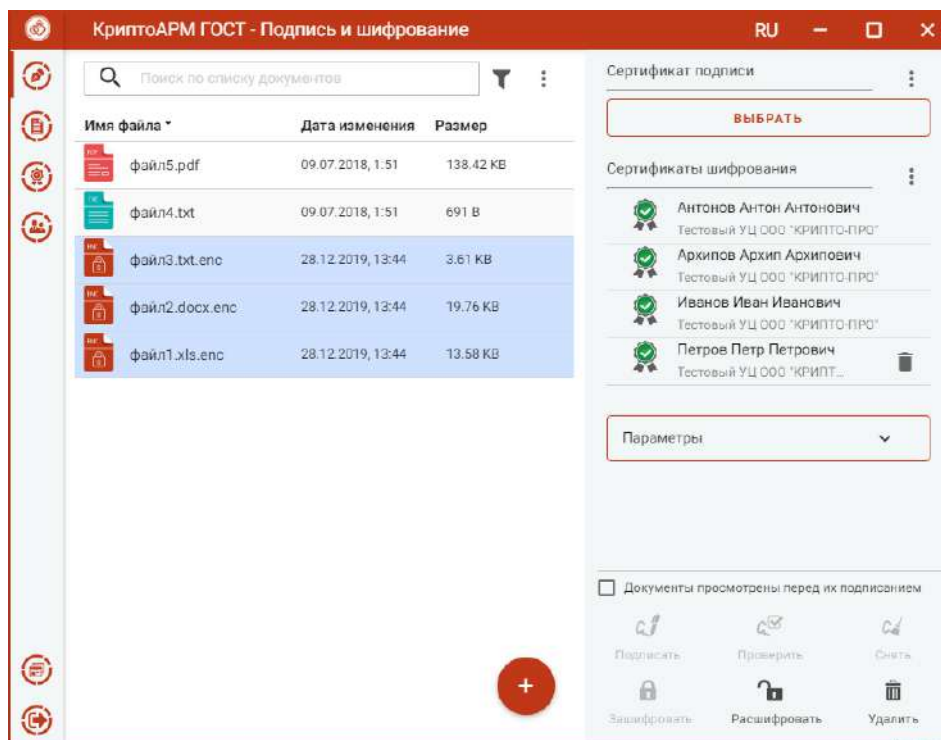 КриптоАРМ ГОСТ - Подпись и шифрование RU
Поиск по списку документов
Имя файла Дата изменения Размер
файл5.pdf 09.07.2018, 1:51 138.42 KB
файл4.txt 09.07.2018, 1:51 691 B
файл3.txt.enc 28.12.2019, 13:44 3.61 KB
файл2.docx.enc 28.12.2019, 13:44 19.76 KB
файл1.xls.enc 28.12.2019, 13:44 13.58 KB
Сертификат подписи
ВЫБРАТЬ
Сертификаты шифрования
Антонов Антон Антонович
Тестовый УЦ ООО "КРИПТО-ПРО"
Архипов Архип Архипович
Тестовый УЦ ООО "КРИПТО-ПРО"
Иванов Иван Иванович
Тестовый УЦ ООО "КРИПТО-ПРО"
Петров Петр Петрович
Тестовый УЦ ООО "КРИПТ...
Параметры
Документы просмотрены перед их подписанием
Подписать Проверить Снять
Зашифровать Расшифровать Удалить